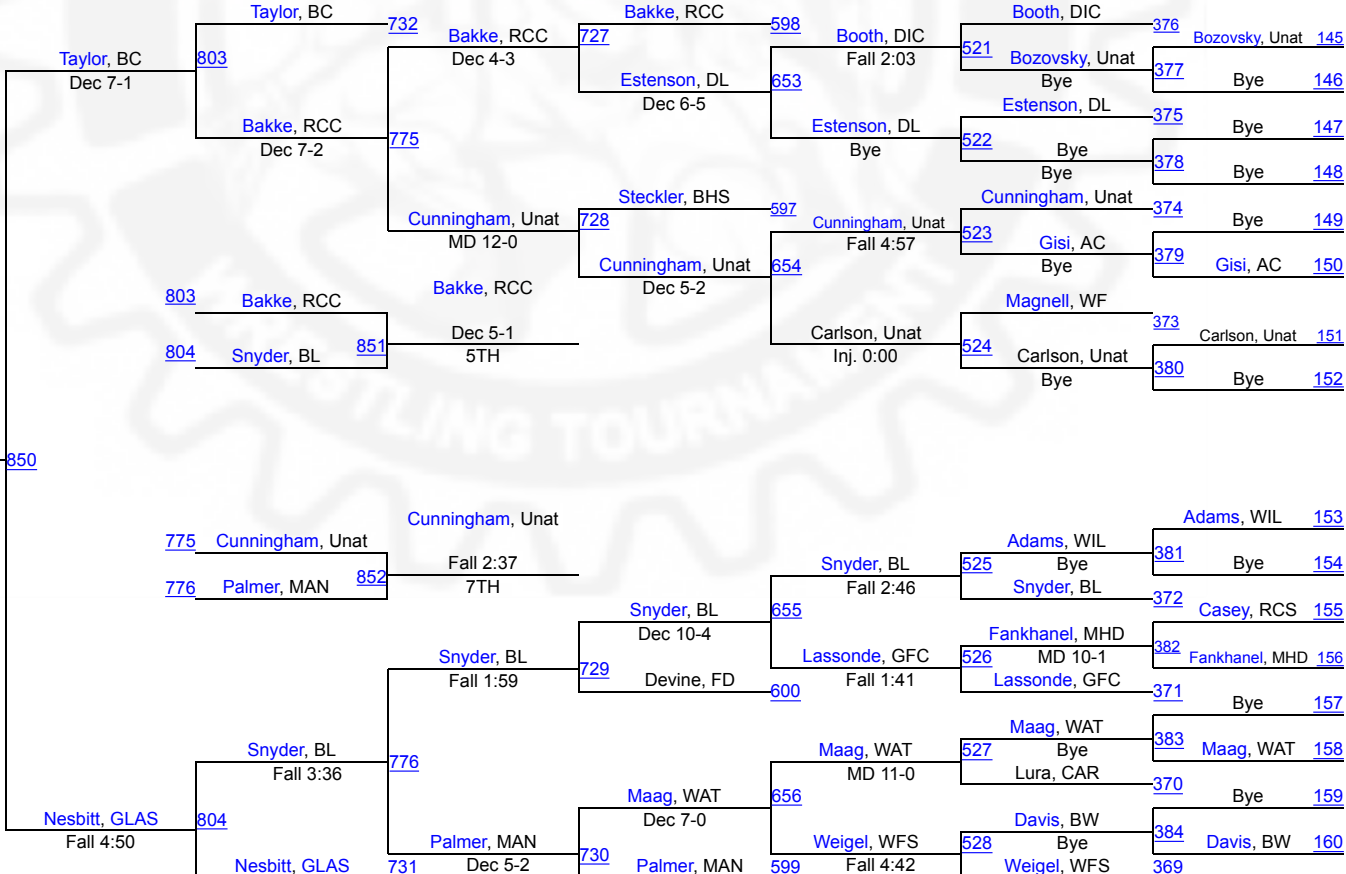 Taylor, BC
732
Bakke, RCC
598
Booth, DIC
376
Bozovsky, Unat 145
Bakke, RCC
727
Booth, DIC
Taylor, BC
803
Dec 4-3
Fall 2:03
521
Bozovsky, Unat
377
Dec 7-1
Estenson, DL
653
Bye
Bye 146
Dec 6-5
Estenson, DL
375
Bakke, RCC
Estenson, DL
522
Bye
378
Bye 147
Dec 7-2
775
Bye
Bye
Bye 148
Steckler, BHS
597
Cunningham, Unat
374
Cunningham, Unat
728
Cunningham, Unat
523
Gisi, AC
379
Bye 149
MD 12-0
Fall 4:57
Bye
Gisi, AC 150
Cunningham, Unat
654
Dec 5-2
803 Bakke, RCC
Bakke, RCC
Magnell, WF
373
804 Snyder, BL
851
Dec 5-1
5TH
Carlson, Unat
Inj. 0:00
524
Carlson, Unat
Bye
380
Carlson, Unat 151
Bye 152
WRESTLING TOURNAMENT
850
775 Cunningham, Unat
Cunningham, Unat
Adams, WIL 153
776 Palmer, MAN
852
Fall 2:37
7TH
Snyder, BL
Fall 2:46
525
Adams, WIL
Bye
381
Bye 154
Snyder, BL
372
Snyder, BL
Dec 10-4
655
Casey, RCS 155
Snyder, BL
Fall 1:59
729
Lassonde, GFC
Fall 1:41
526
Fankhanel, MHD
MD 10-1
382
Fankhanel, MHD 156
Devine, FD
600
Lassonde, GFC
371
Bye 157
Snyder, BL
Fall 3:36
776
Maag, WAT
MD 11-0
527
Maag, WAT
Bye
383
Maag, WAT 158
Lura, CAR
370
Maag, WAT
Dec 7-0
656
Bye 159
Nesbitt, GLAS
Fall 4:50
804
Palmer, MAN
Dec 5-2
730
Weigel, WFS
Fall 4:42
528
Davis, BW
Bye
384
Davis, BW 160
Nesbitt, GLAS
731
Palmer, MAN
599
Weigel, WFS
369